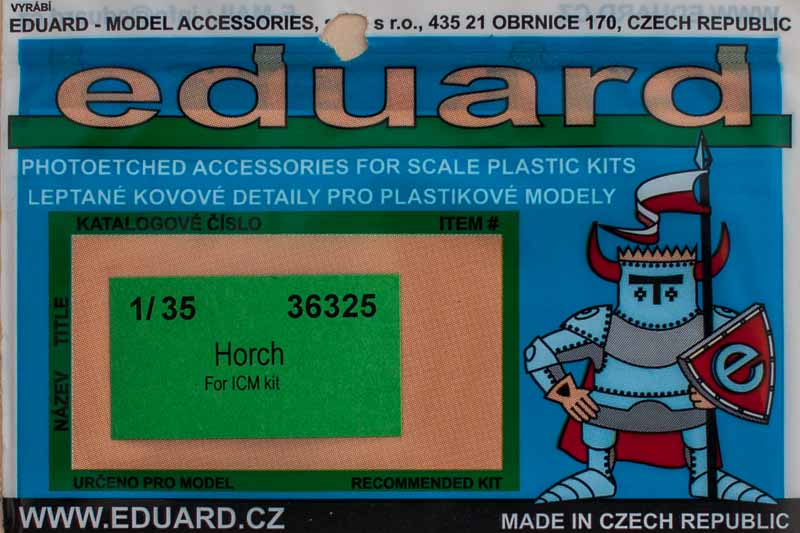 VYRÁBÍ
EDUARD - MODEL ACCESSORIES, s r.o., 435 21 OBRNICE 170, CZECH REPUBLIC
eduard
PHOTOETCHED ACCESSORIES FOR SCALE PLASTIC KITS
LEPTANÉ KOVOVÉ DETAILY PRO PLASTIKOVÉ MODELY
KATALOGOVÉ ČÍSLO ITEM #
NÁZEV TITLE
1/35 36325
Horch
For ICM kit
URČENO PRO MODEL RECOMMENDED KIT
e
WWW.EDUARD.CZ MADE IN CZECH REPUBLIC